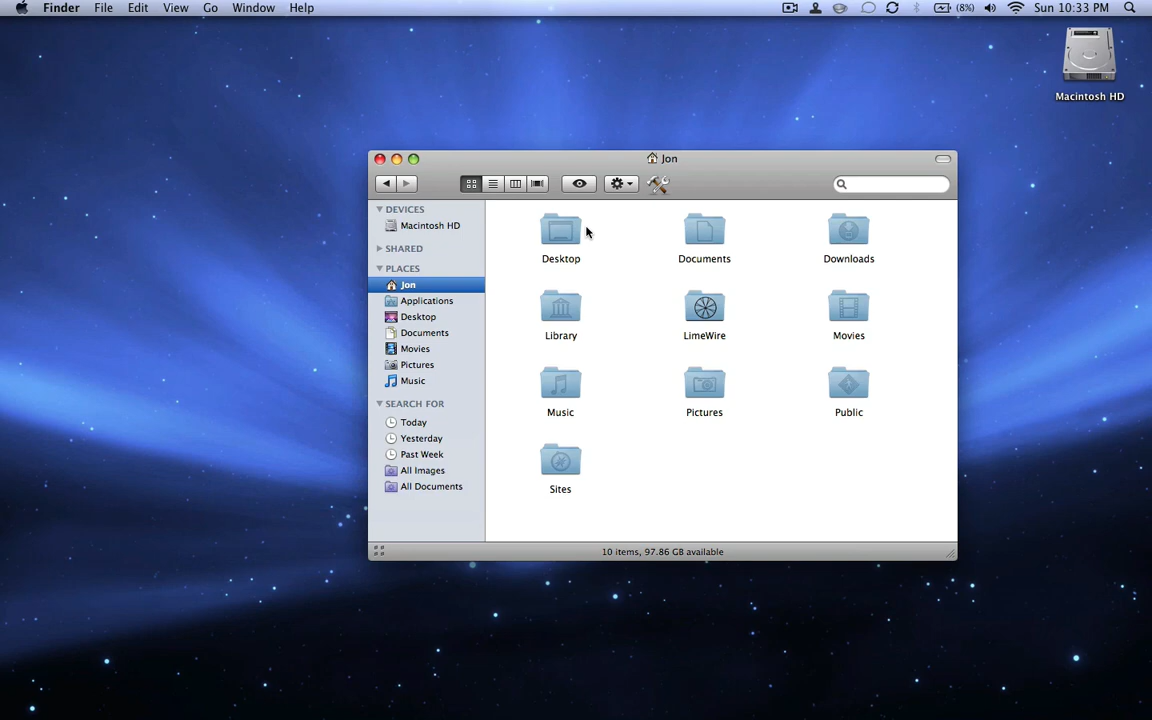 Finder File Edit View Go Window Help (8%) Sun 10:33 PM
Macintosh HD
Jon
DEVICES
Macintosh HD
SHARED
PLACES
Jon
Applications
Desktop
Documents
Movies
Pictures
Music
SEARCH FOR
Today
Yesterday
Past Week
All Images
All Documents
Desktop Documents Downloads
Library LimeWire Movies
Music Pictures Public
Sites
10 items, 97.86 GB available